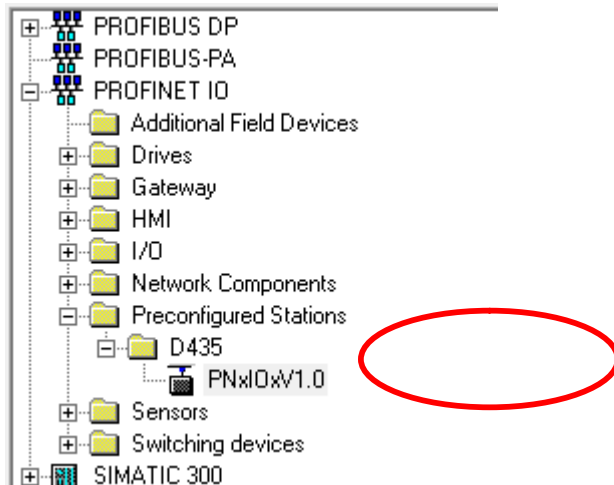 PROFIBUS DP
PROFIBUS-PA
PROFINET IO
Additional Field Devices
Drives
Gateway
HMI
I/O
Network Components
Preconfigured Stations
D435
PNxIOxV1.0
Sensors
Switching devices
SIMATIC 300